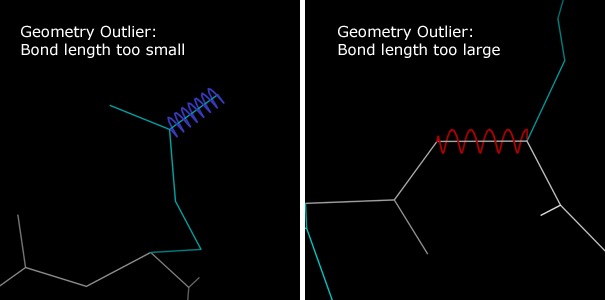 Geometry Outlier:
Bond length too small
Geometry Outlier:
Bond length too large